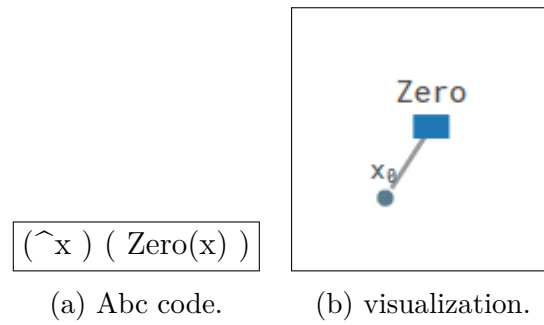 Zero
x₀
(^x ) ( Zero(x) )
(a) Abc code. (b) visualization.